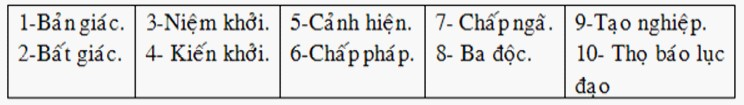 1-Bản giác.
2-Bất giác.
3-Niệm khởi.
4- Kiến khởi.
5-Cảnh hiện.
6-Chấp pháp.
7- Chấp ngã.
8- Ba độc.
9-Tạo nghiệp.
10- Thọ báo lục
đạo